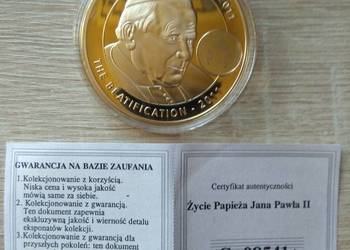 THE BEATIFICATION · 2011
GWARANCJA NA BAZIE ZAUFANIA
1.Kolekcjonowanie z korzyścią.
Niska cena i wysoka jakość
mówią same za siebie.
2. Kolekcjonowanie z gwarancją.
Ten dokument zapewnia
ekskluzywną jakość i wierność detalu
eksponatów kolekcji.
3.Kolekcjonowanie z gwarancją dla
przyszłych pokoleń: ten dokument
Certyfikat autentyczności
Życie Papieża Jana Pawła II